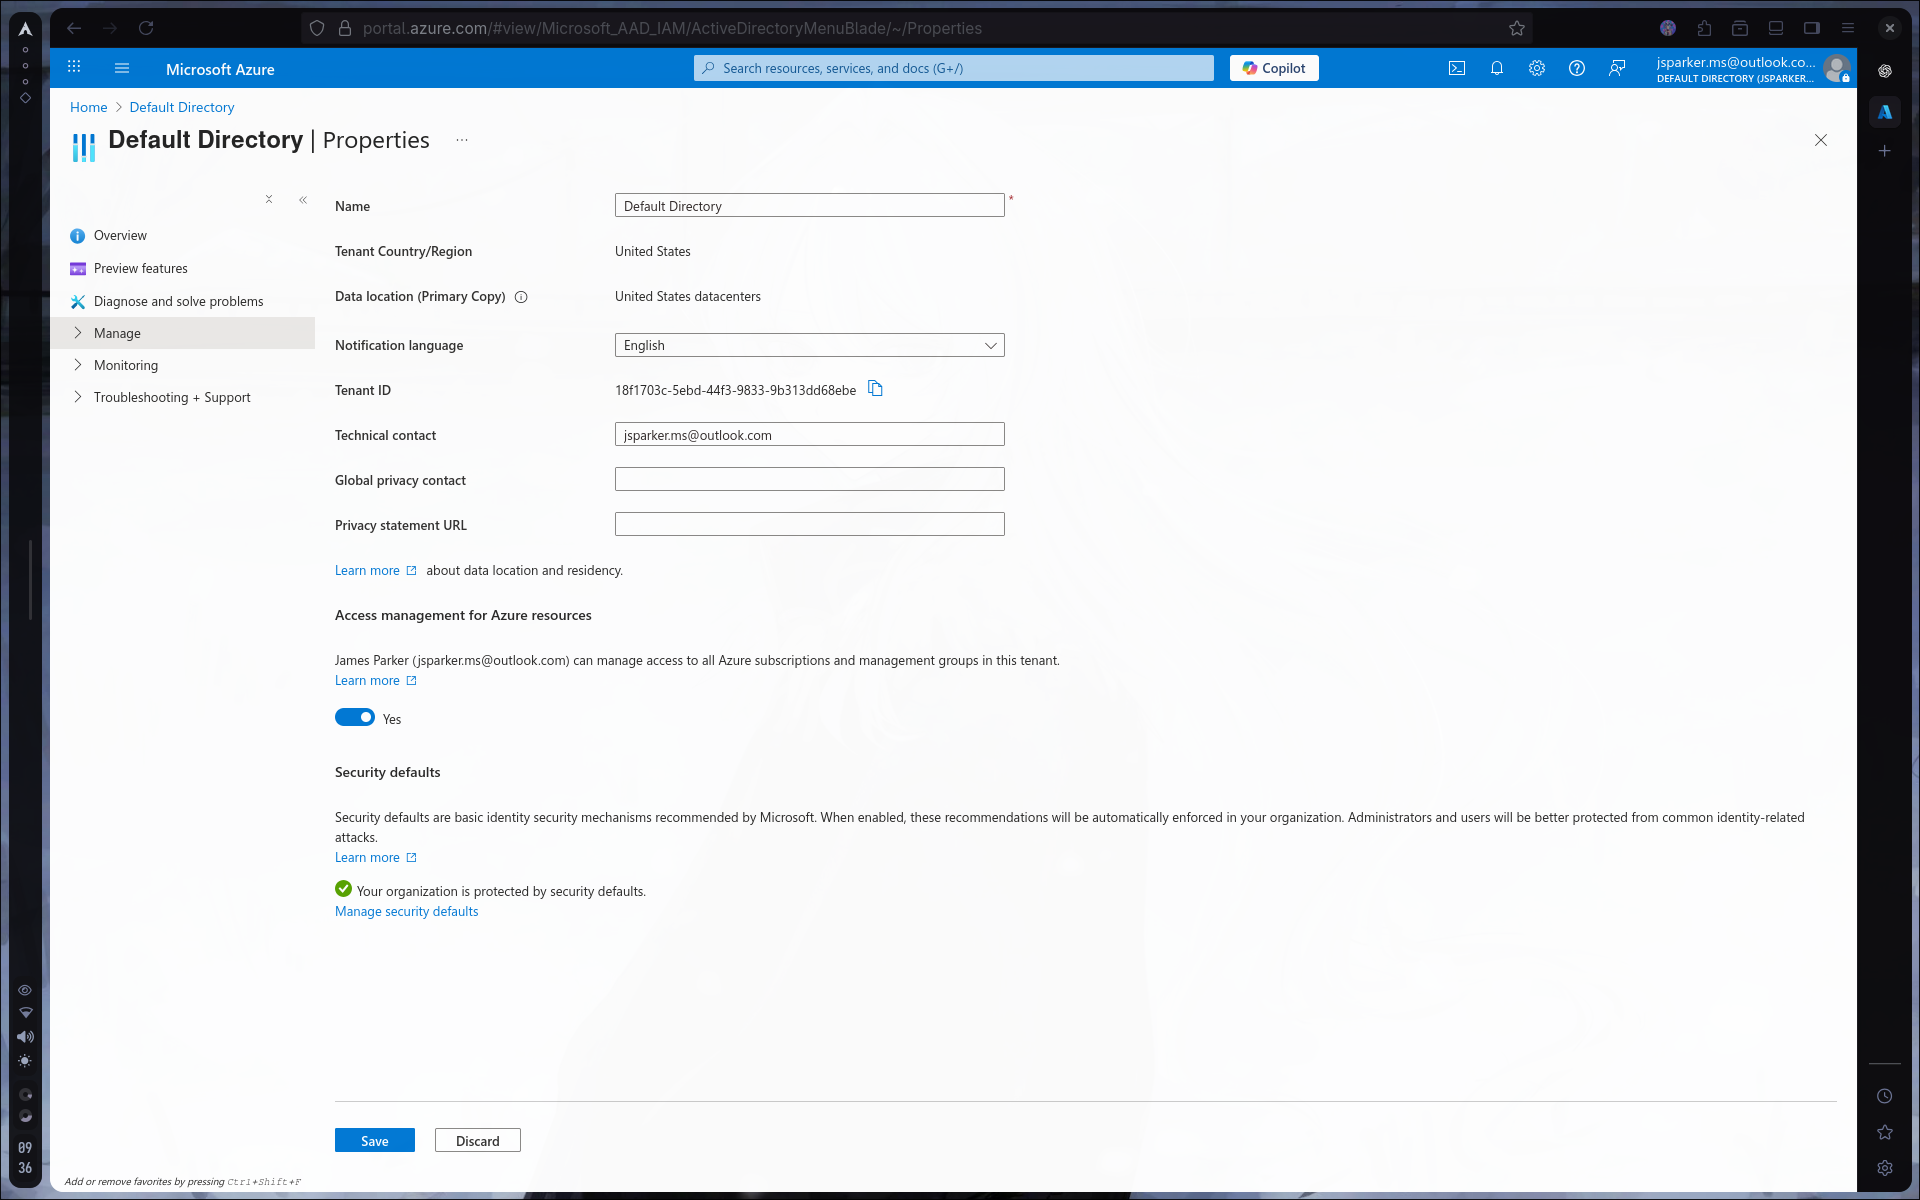 portal.azure.com/#view/Microsoft_AAD_IAM/ActiveDirectoryMenuBlade/~/Properties
Microsoft Azure
Search resources, services, and docs (G+/)
Copilot
jsparker.ms@outlook.co...
DEFAULT DIRECTORY (JSPARKER...
Home > Default Directory
Default Directory | Properties ...
Overview
Preview features
Diagnose and solve problems
Manage
Monitoring
Troubleshooting + Support
Name
Default Directory *
Tenant Country/Region
United States
Data location (Primary Copy)
United States datacenters
Notification language
English
Tenant ID
18f1703c-5ebd-44f3-9833-9b313dd68ebe
Technical contact
jsparker.ms@outlook.com
Global privacy contact
Privacy statement URL
Learn more about data location and residency.
Access management for Azure resources
James Parker (jsparker.ms@outlook.com) can manage access to all Azure subscriptions and management groups in this tenant.
Learn more
Yes
Security defaults
Security defaults are basic identity security mechanisms recommended by Microsoft. When enabled, these recommendations will be automatically enforced in your organization. Administrators and users will be better protected from common identity-related
attacks.
Learn more
Your organization is protected by security defaults.
Manage security defaults
Save
Discard
09
36
Add or remove favorites by pressing Ctrl+Shift+F